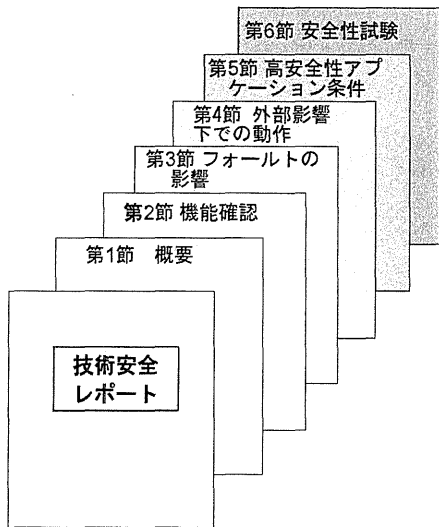 第6節 安全性試験
第5節 高安全性アプ
ケーション条件
第4節 外部影響
下での動作
第3節 フォールトの
影響
第2節 機能確認
第1節 概要
技術安全
レポート